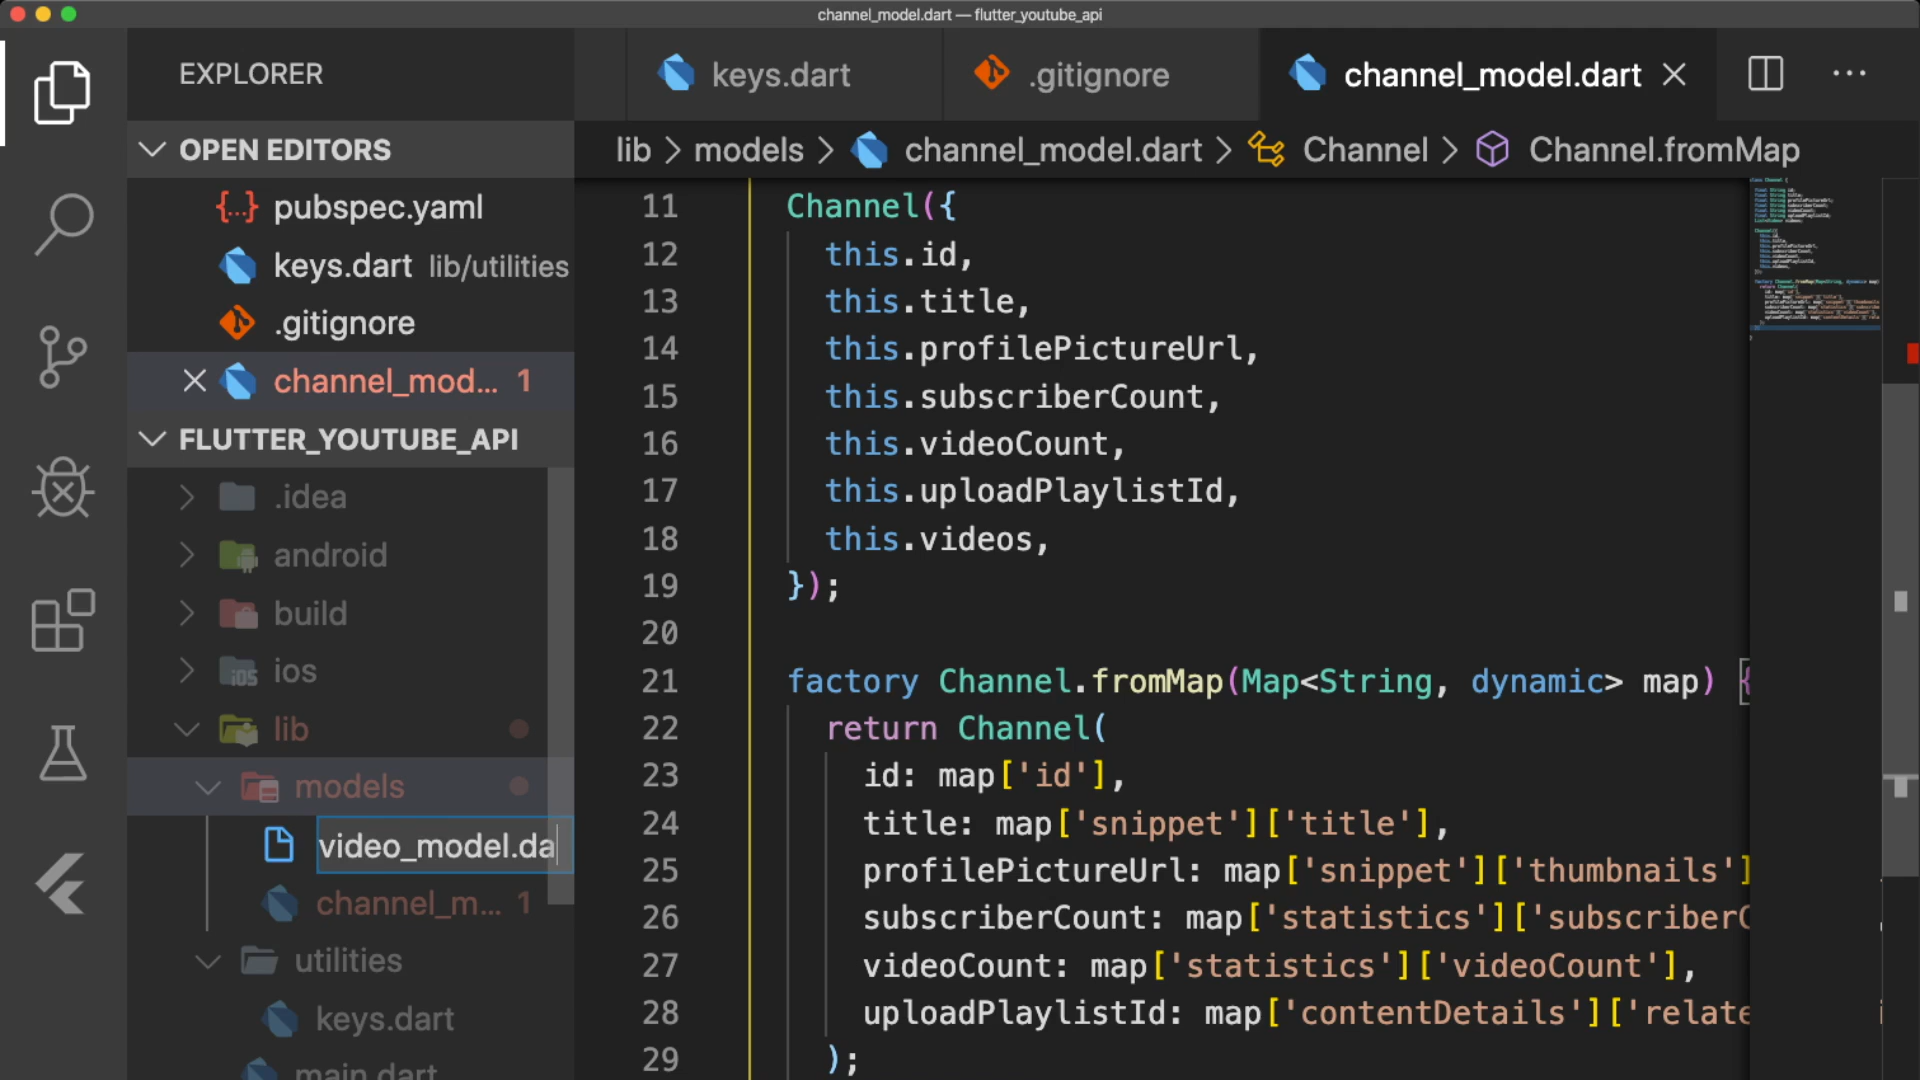 channel_model.dart — flutter_youtube_api
EXPLORER
OPEN EDITORS
pubspec.yaml
keys.dart lib/utilities
.gitignore
channel_mod... 1
FLUTTER_YOUTUBE_API
.idea
android
build
ios
lib
models
video_model.da
channel_m... 1
utilities
keys.dart
main.dart
keys.dart
.gitignore
channel_model.dart
lib > models > channel_model.dart > Channel > Channel.fromMap
11 Channel({
12 this.id,
13 this.title,
14 this.profilePictureUrl,
15 this.subscriberCount,
16 this.videoCount,
17 this.uploadPlaylistId,
18 this.videos,
19 });
20
21 factory Channel.fromMap(Map<String, dynamic> map) {
22 return Channel(
23 id: map['id'],
24 title: map['snippet']['title'],
25 profilePictureUrl: map['snippet']['thumbnails']
26 subscriberCount: map['statistics']['subscriberC
27 videoCount: map['statistics']['videoCount'],
28 uploadPlaylistId: map['contentDetails']['relate
29 );